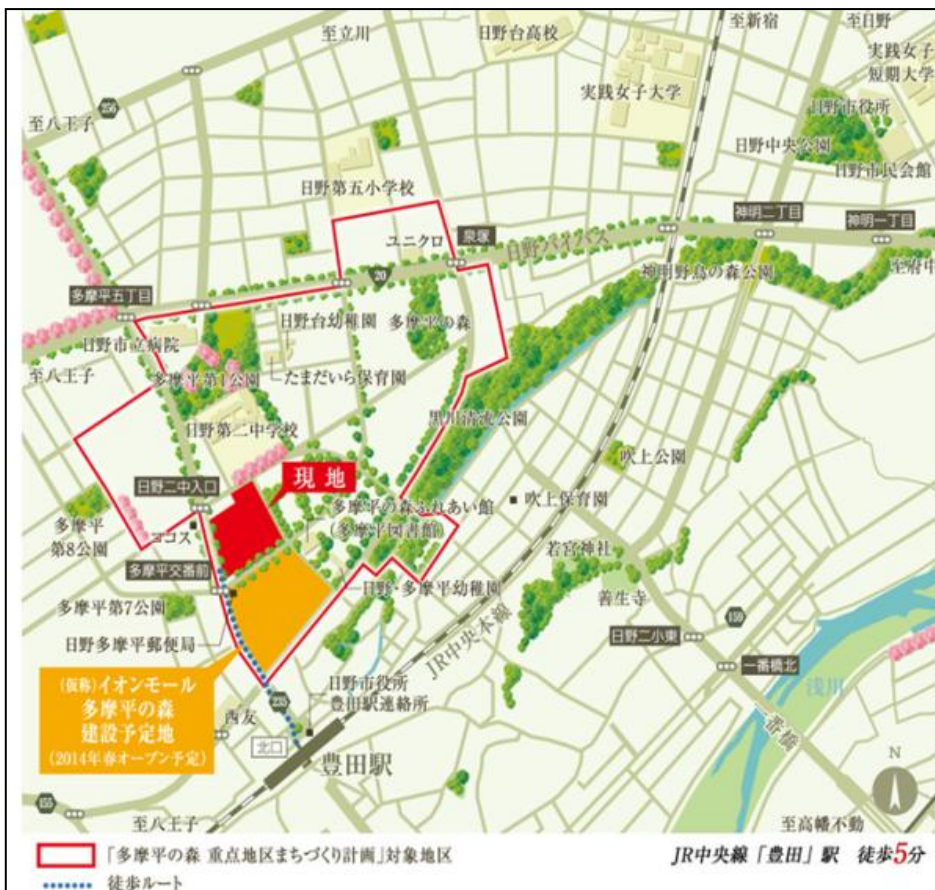 至立川
日野台高校
至新宿
至日野
実践女子
短期大学
実践女子大学
256
至八王子
日野市役所
日野中央公園
日野市民会館
日野第五小学校
ユニクロ
泉塚
神明二丁目
神明一丁目
日野バイパス
20
神明野鳥の森公園
至府中
多摩平五丁目
日野市立病院
日野台幼稚園
多摩平の森
至八王子
多摩平第1公園
たまだいら保育園
黒川清流公園
日野第二中学校
吹上公園
現地
日野二中入口
多摩平の森ふれあい館
(多摩平図書館)
吹上保育園
多摩平
第8公園
ココス
若宮神社
多摩平交番前
多摩平第7公園
日野・多摩平幼稚園
善生寺
日野多摩平郵便局
JR中央本線
日野二小東
159
一番橋北
(仮称)イオンモール
多摩平の森
建設予定地
(2014年春オープン予定)
日野市役所
豊田駅連絡所
浅川
西友
北口
豊田駅
一番橋
N
155
至八王子
至高幡不動
「多摩平の森 重点地区まちづくり計画」対象地区
JR中央線「豊田」駅 徒歩5分
徒歩ルート